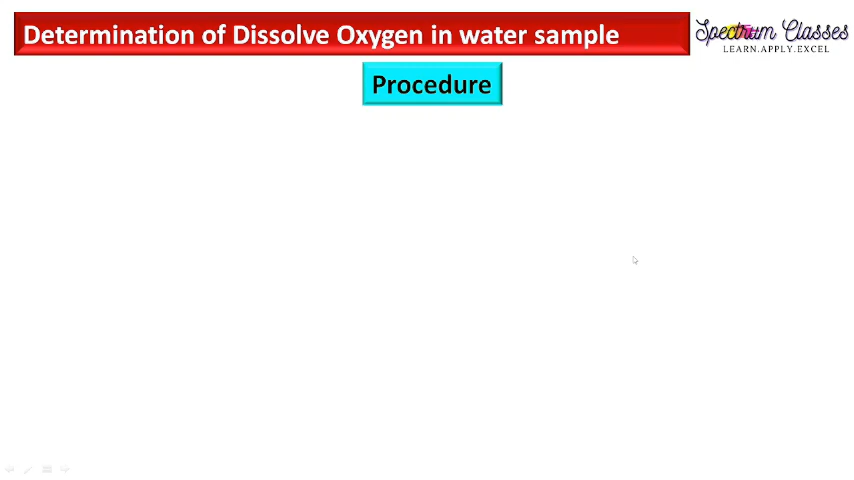 Determination of Dissolve Oxygen in water sample
Spectrum Classes
LEARN.APPLY.EXCEL
Procedure